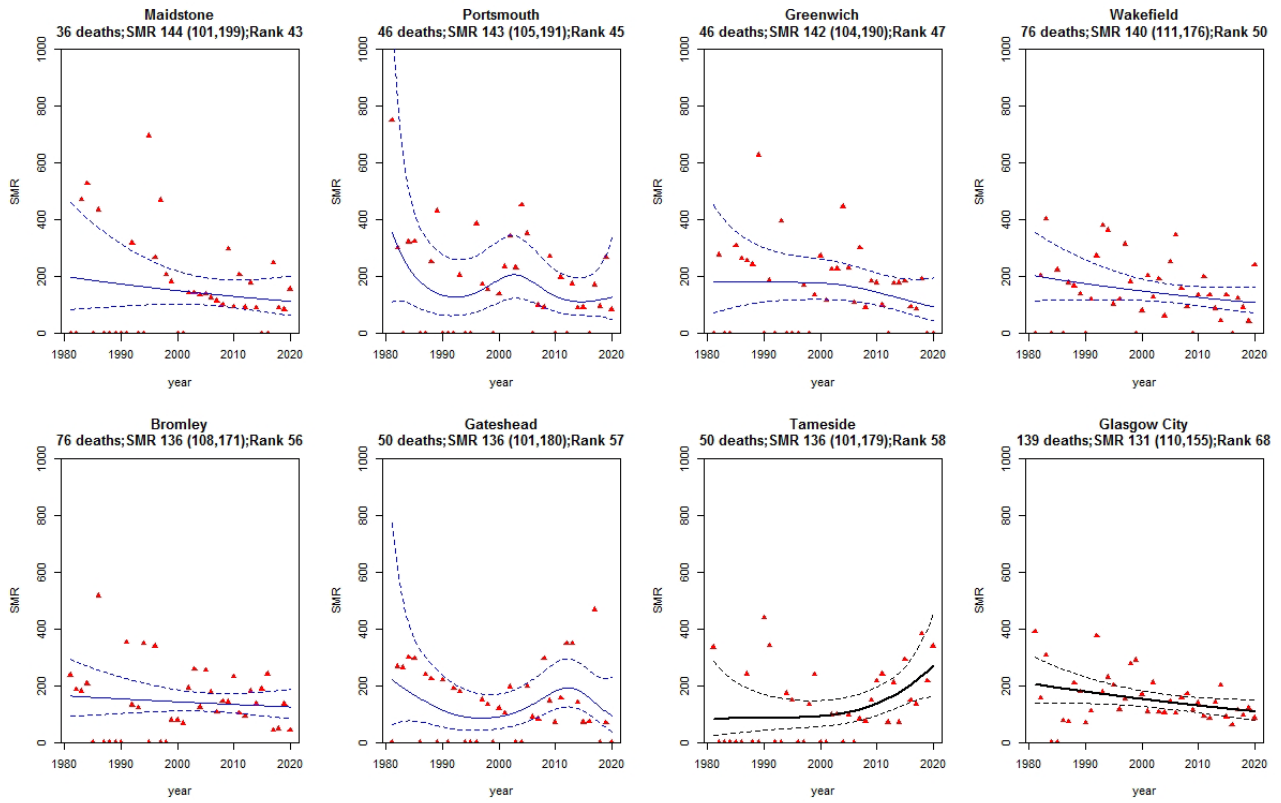 Maidstone
36 deaths;SMR 144 (101,199);Rank 43
SMR
0
200
400
600
800
1000
1980
1990
2000
2010
2020
year
Portsmouth
46 deaths;SMR 143 (105,191);Rank 45
SMR
0
200
400
600
800
1000
1980
1990
2000
2010
2020
year
Greenwich
46 deaths;SMR 142 (104,190);Rank 47
SMR
0
200
400
600
800
1000
1980
1990
2000
2010
2020
year
Wakefield
76 deaths;SMR 140 (111,176);Rank 50
SMR
0
200
400
600
800
1000
1980
1990
2000
2010
2020
year
Bromley
76 deaths;SMR 136 (108,171);Rank 56
SMR
0
200
400
600
800
1000
1980
1990
2000
2010
2020
year
Gateshead
50 deaths;SMR 136 (101,180);Rank 57
SMR
0
200
400
600
800
1000
1980
1990
2000
2010
2020
year
Tameside
50 deaths;SMR 136 (101,179);Rank 58
SMR
0
200
400
600
800
1000
1980
1990
2000
2010
2020
year
Glasgow City
139 deaths;SMR 131 (110,155);Rank 68
SMR
0
200
400
600
800
1000
1980
1990
2000
2010
2020
year